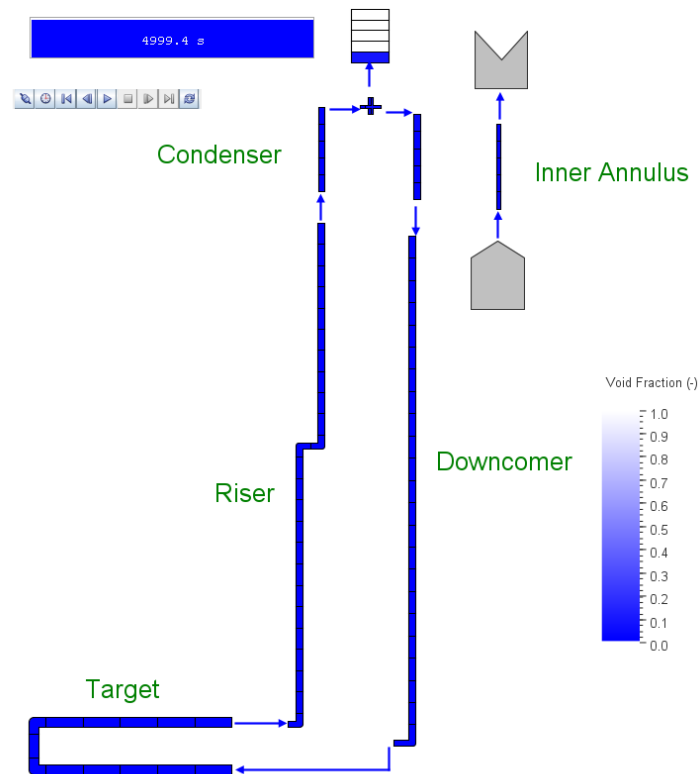 4999.4 s
Condenser
Inner Annulus
Void Fraction (-)
1.0
0.9
0.8
0.7
0.6
0.5
0.4
0.3
0.2
0.1
0.0
Downcomer
Riser
Target